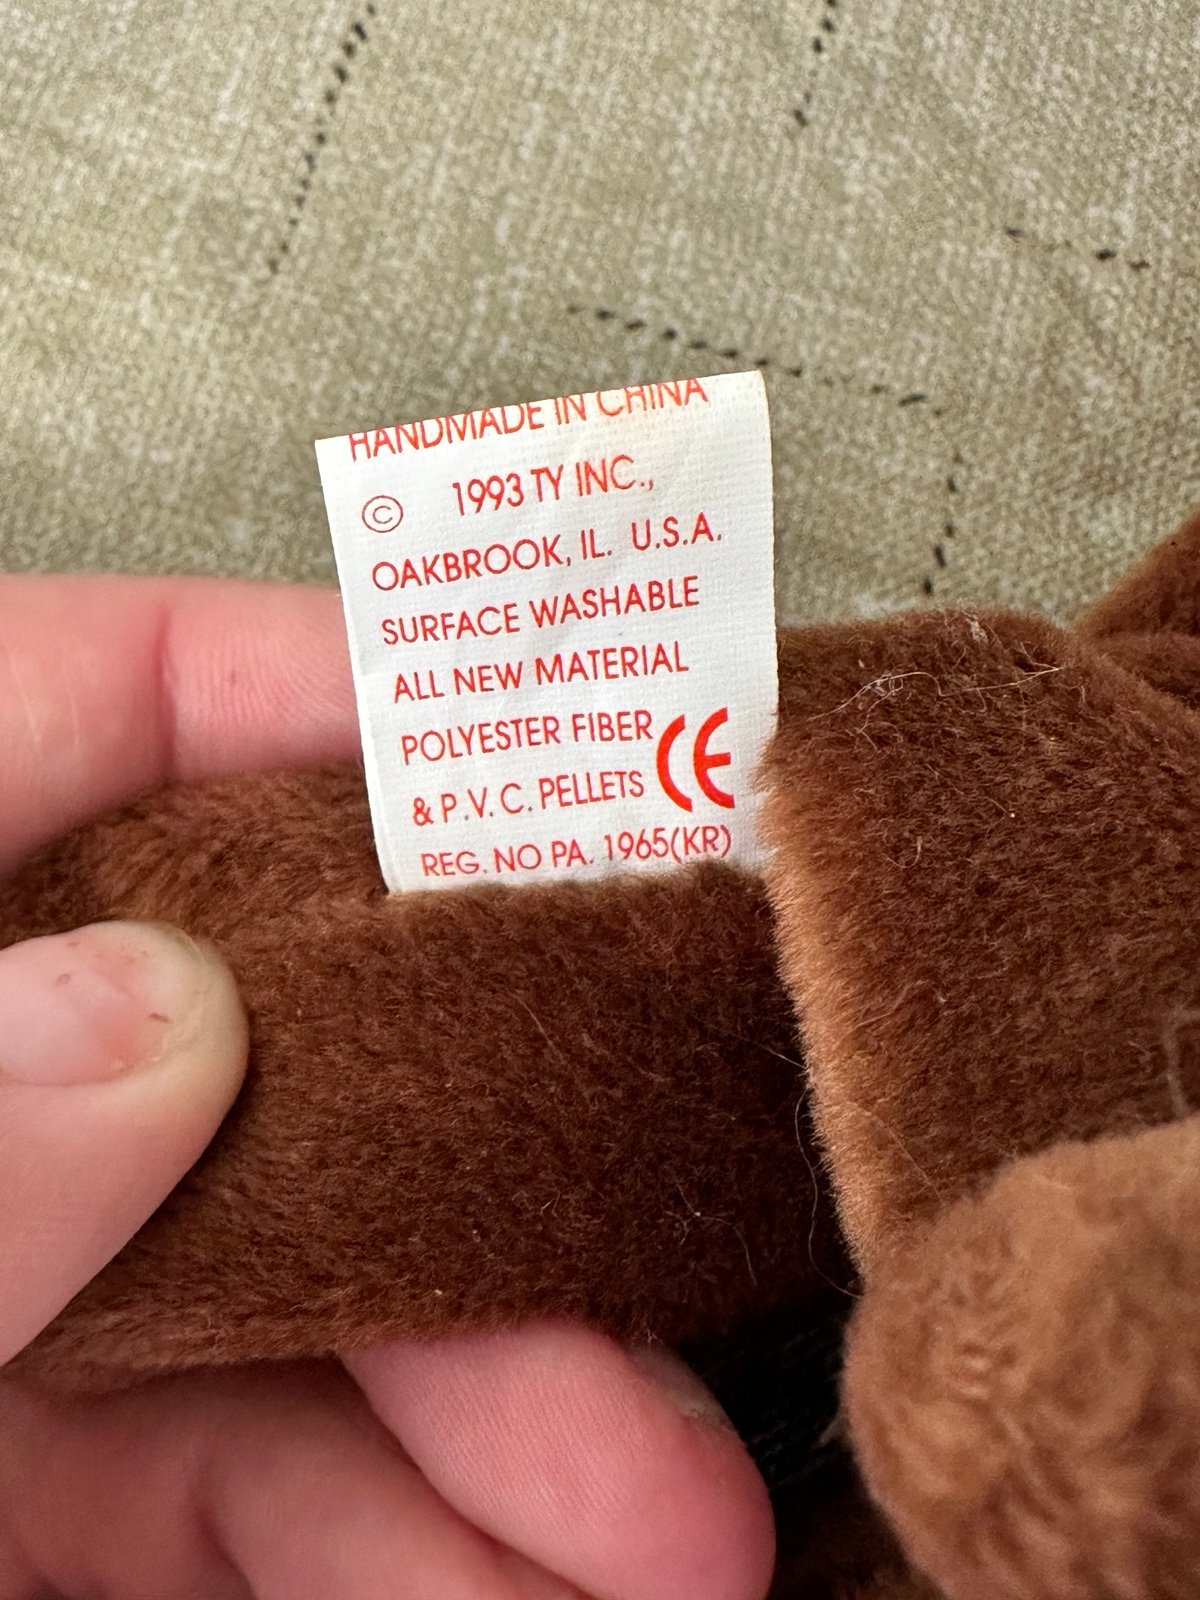 HANDMADE IN CHINA
© 1993 TY INC.,
OAKBROOK, IL. U.S.A.
SURFACE WASHABLE
ALL NEW MATERIAL
POLYESTER FIBER
& P.V.C. PELLETS CE
REG. NO PA. 1965(KR)